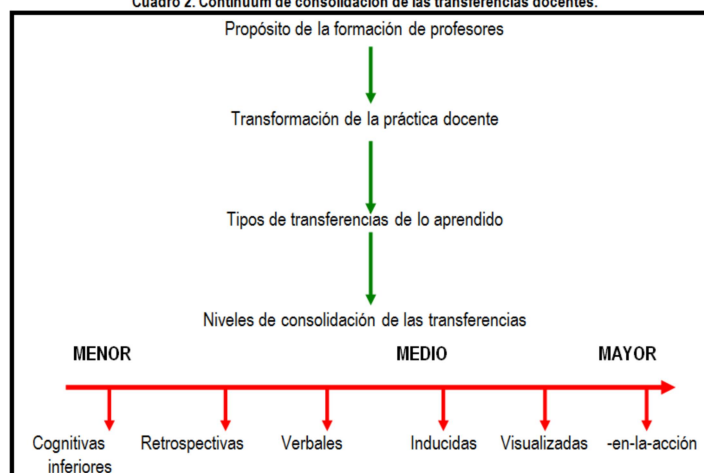 Cuadro 2. Continuum de consolidación de las transferencias docentes.
Propósito de la formación de profesores
Transformación de la práctica docente
Tipos de transferencias de lo aprendido
Niveles de consolidación de las transferencias
MENOR MEDIO MAYOR
Cognitivas Retrospectivas Verbales Inducidas Visualizadas -en-la-acción
inferiores